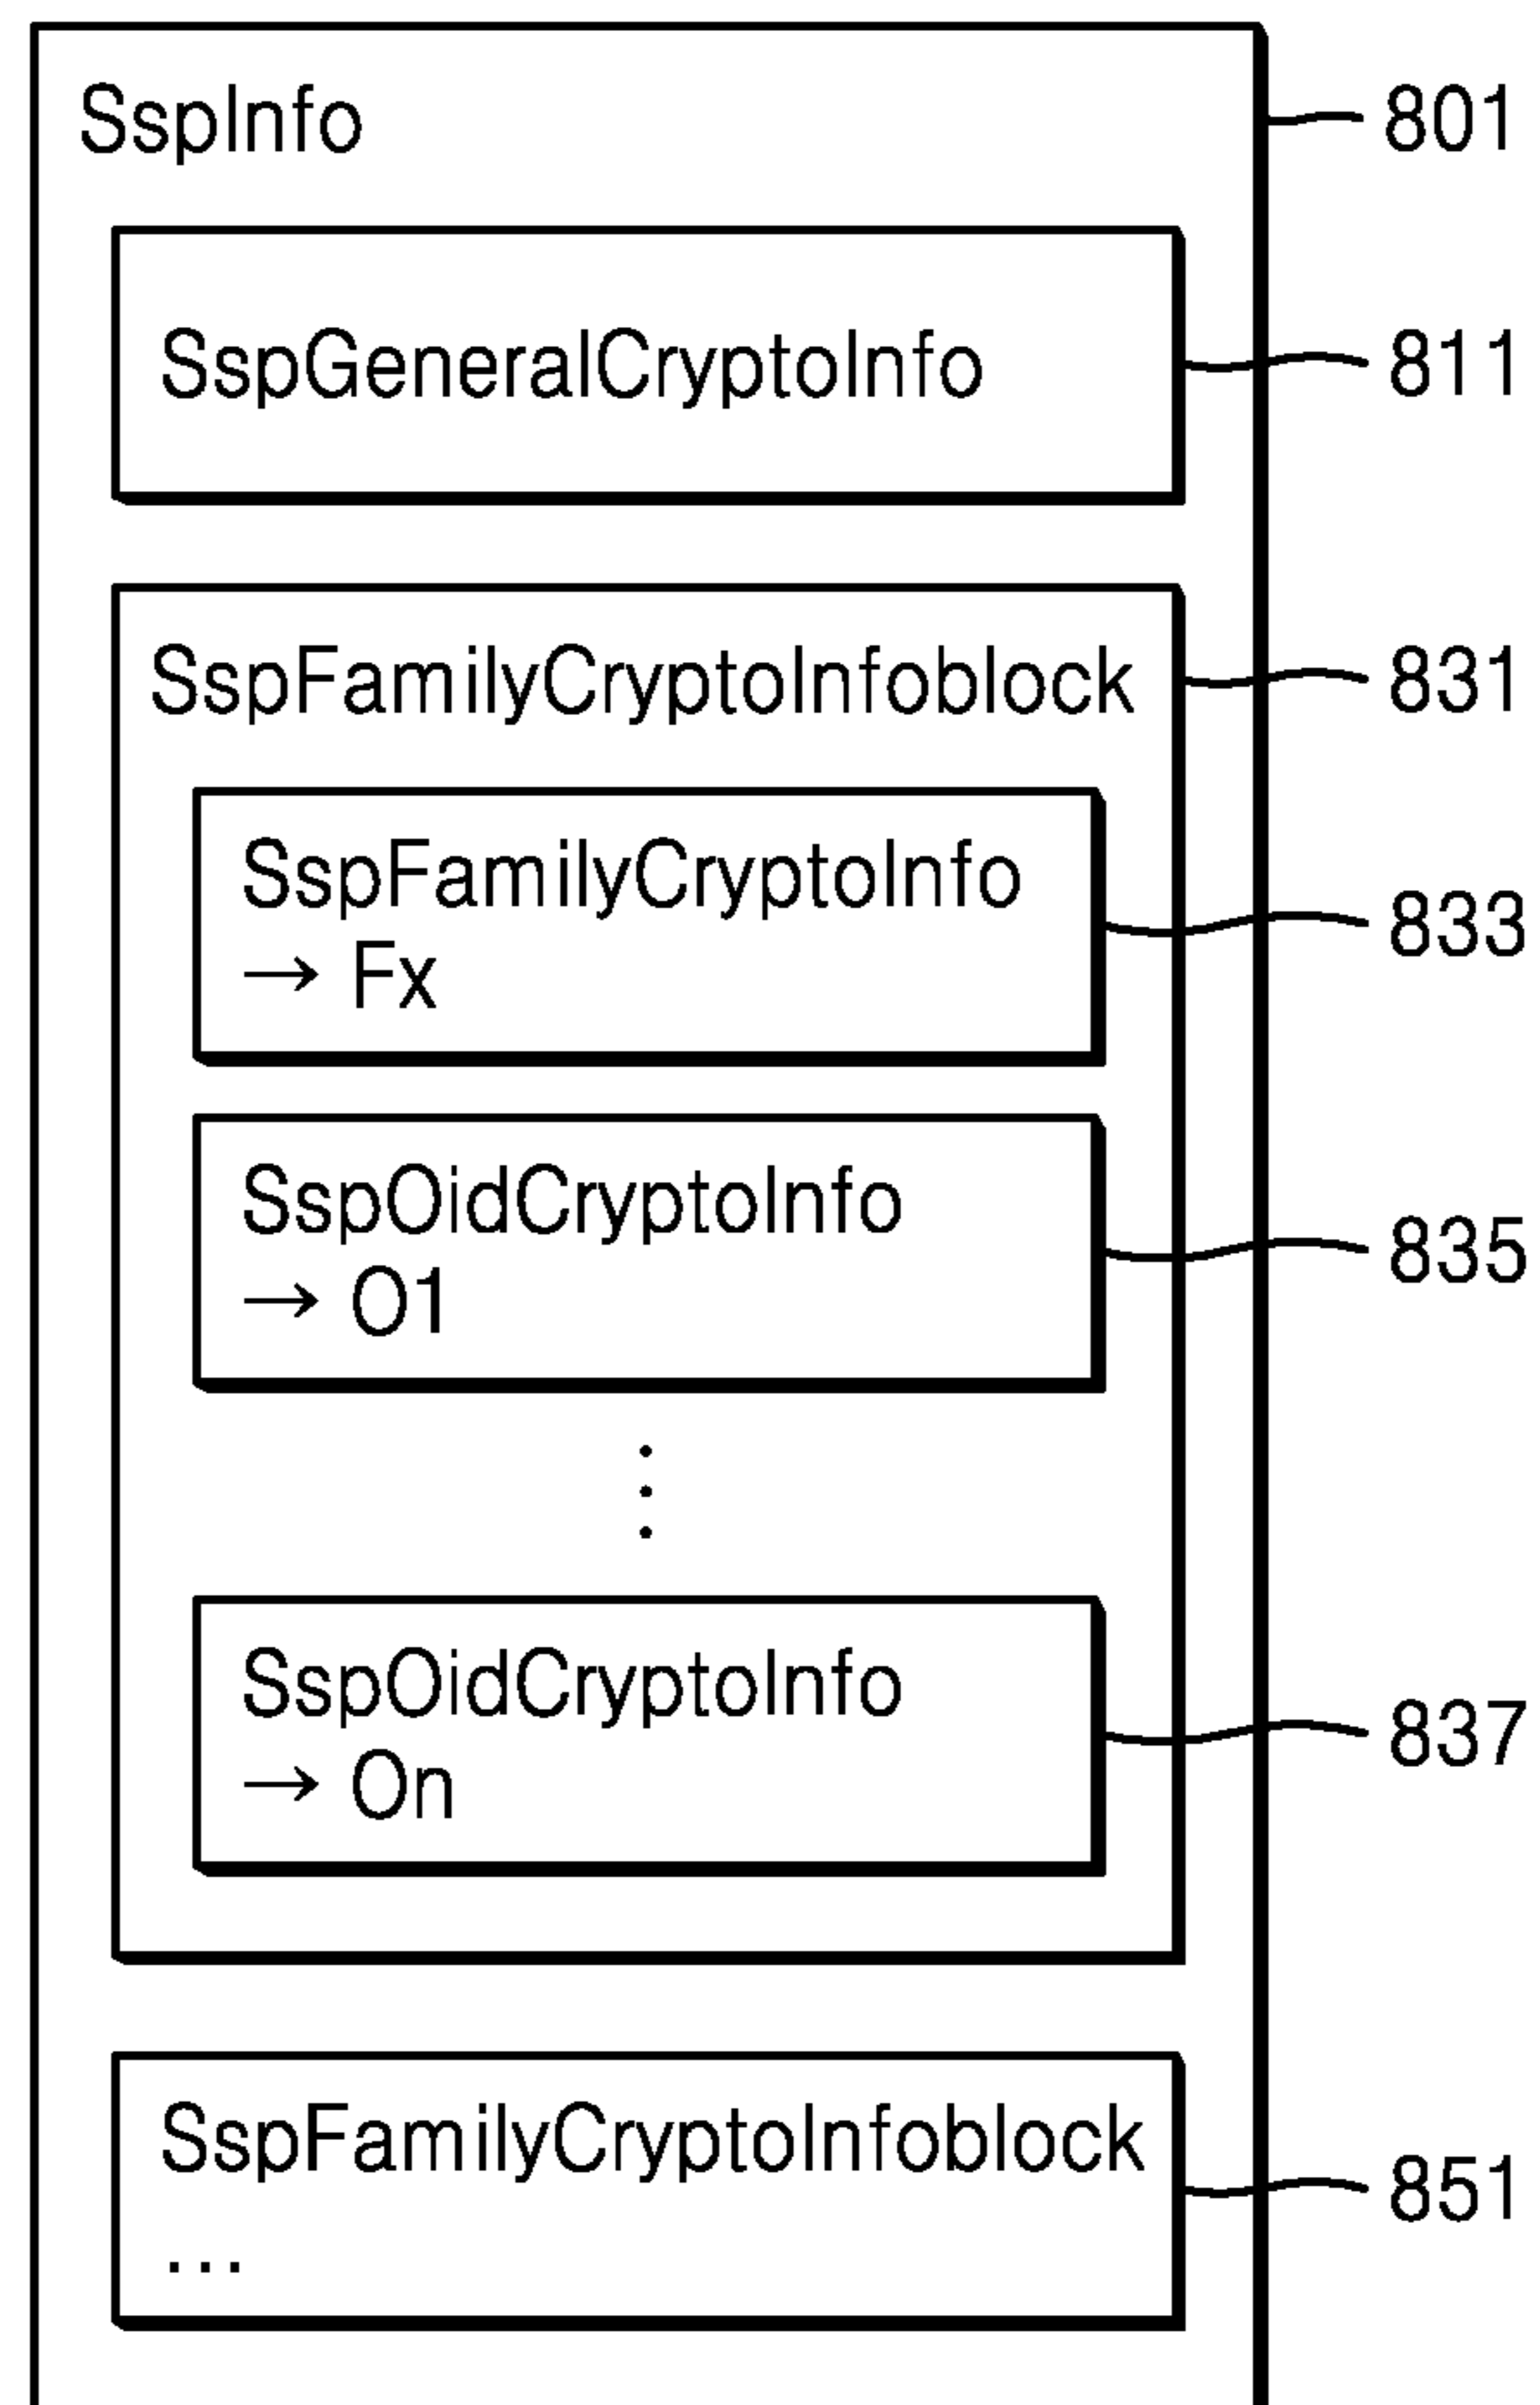 SspInfo
801
SspGeneralCryptoInfo
811
SspFamilyCryptoInfoblock
831
SspFamilyCryptoInfo
→ Fx
833
SspOidCryptoInfo
→ O1
835
SspOidCryptoInfo
→ On
837
SspFamilyCryptoInfoblock
...
851